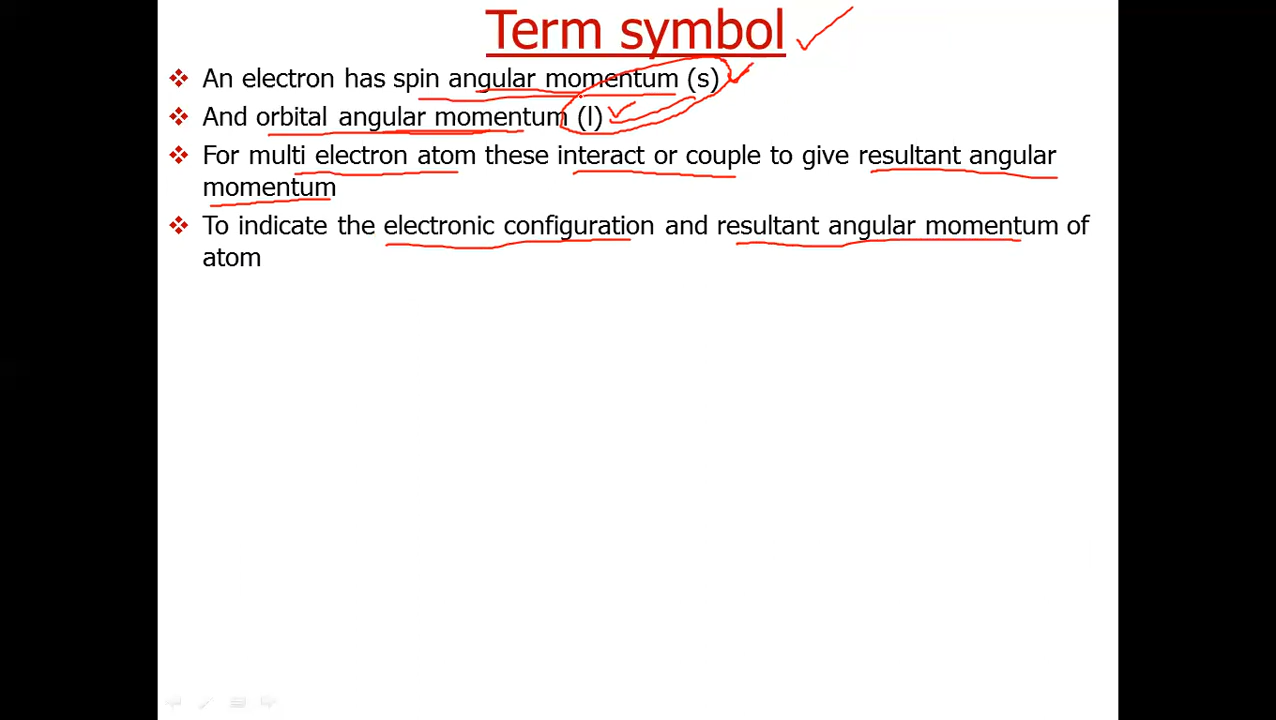 Term symbol
❖ An electron has spin angular momentum (s)
❖ And orbital angular momentum (l)
❖ For multi electron atom these interact or couple to give resultant angular
momentum
❖ To indicate the electronic configuration and resultant angular momentum of
atom